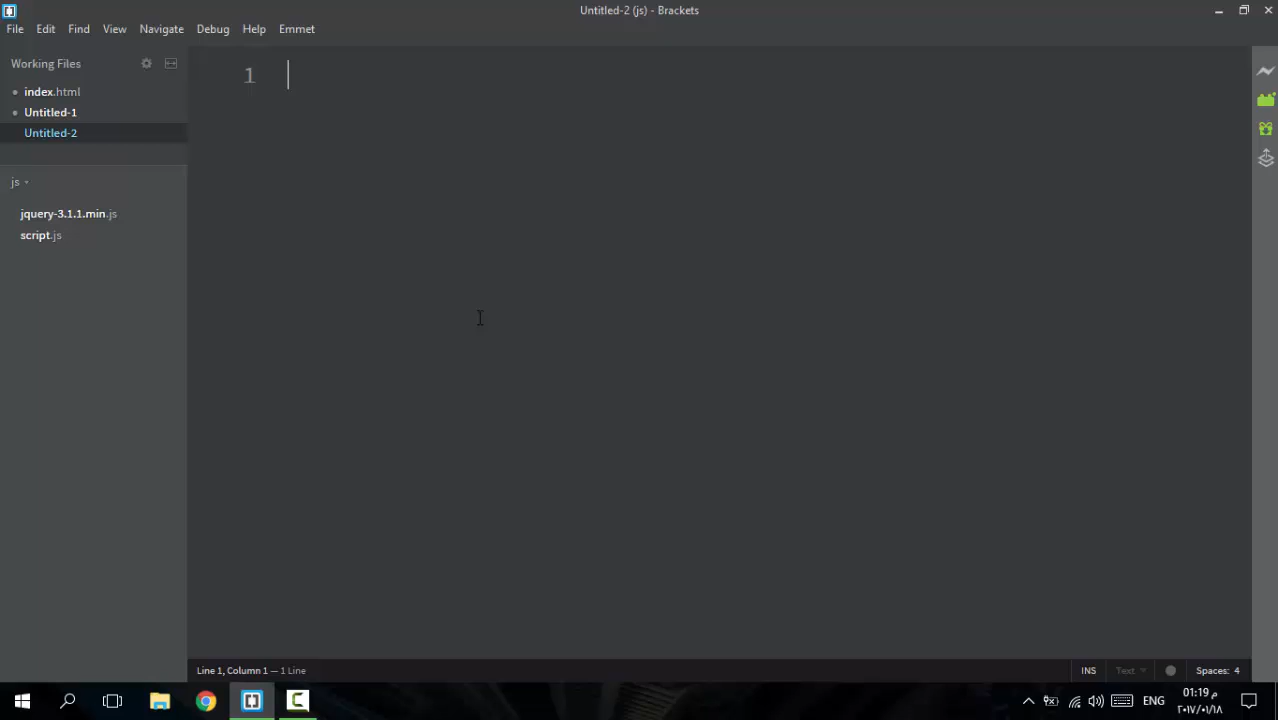 Untitled-2 (js) - Brackets
File Edit Find View Navigate Debug Help Emmet
Working Files
index.html
Untitled-1
Untitled-2
js
jquery-3.1.1.min.js
script.js
1
Line 1, Column 1 — 1 Line
INS Text Spaces: 4
ENG
01:19 م
٢٠١٧/٠١/١٨